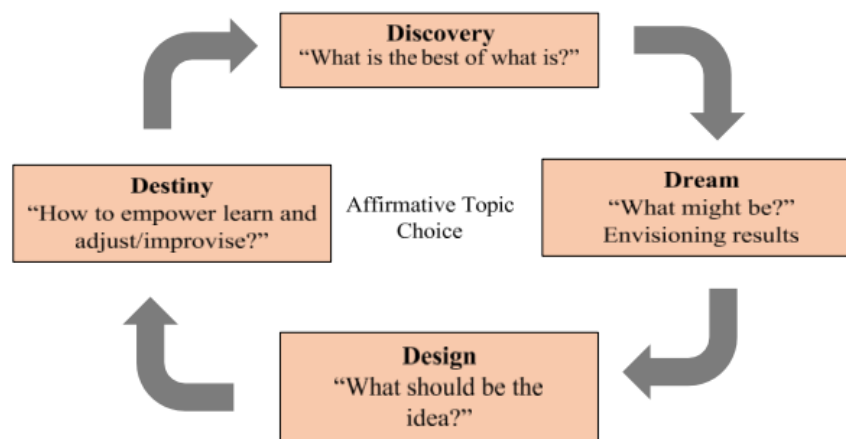 Discovery
“What is the best of what is?”
Destiny
“How to empower learn and
adjust/improvise?”
Affirmative Topic
Choice
Dream
“What might be?”
Envisioning results
Design
“What should be the
idea?”